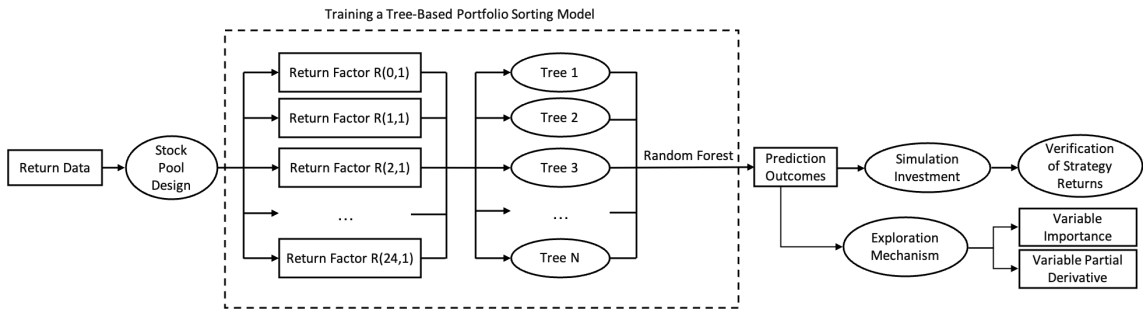 Training a Tree-Based Portfolio Sorting Model
Return Data
Stock
Pool
Design
Return Factor R(0,1)
Return Factor R(1,1)
Return Factor R(2,1)
...
Return Factor R(24,1)
Tree 1
Tree 2
Tree 3
...
Tree N
Random Forest
Prediction
Outcomes
Simulation
Investment
Verification
of Strategy
Returns
Exploration
Mechanism
Variable
Importance
Variable Partial
Derivative